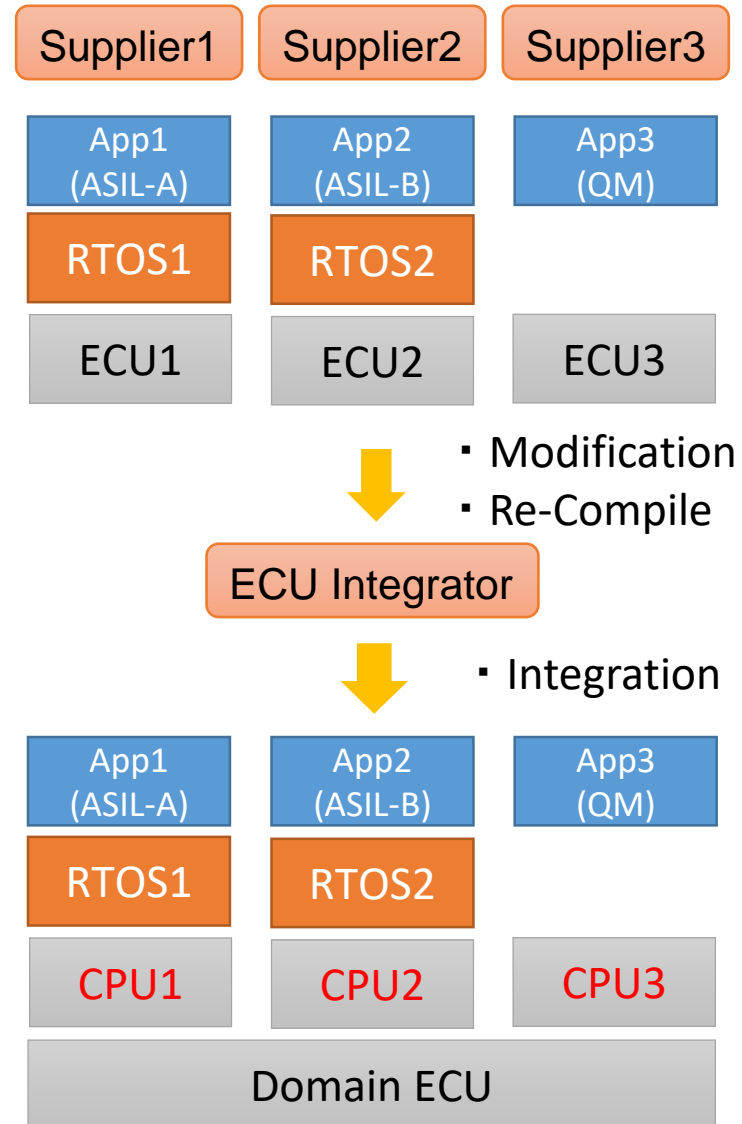 Supplier1 Supplier2 Supplier3
App1 App2 App3
(ASIL-A) (ASIL-B) (QM)
RTOS1 RTOS2
ECU1 ECU2 ECU3
・Modification
・Re-Compile
ECU Integrator
・Integration
App1 App2 App3
(ASIL-A) (ASIL-B) (QM)
RTOS1 RTOS2
CPU1 CPU2 CPU3
Domain ECU